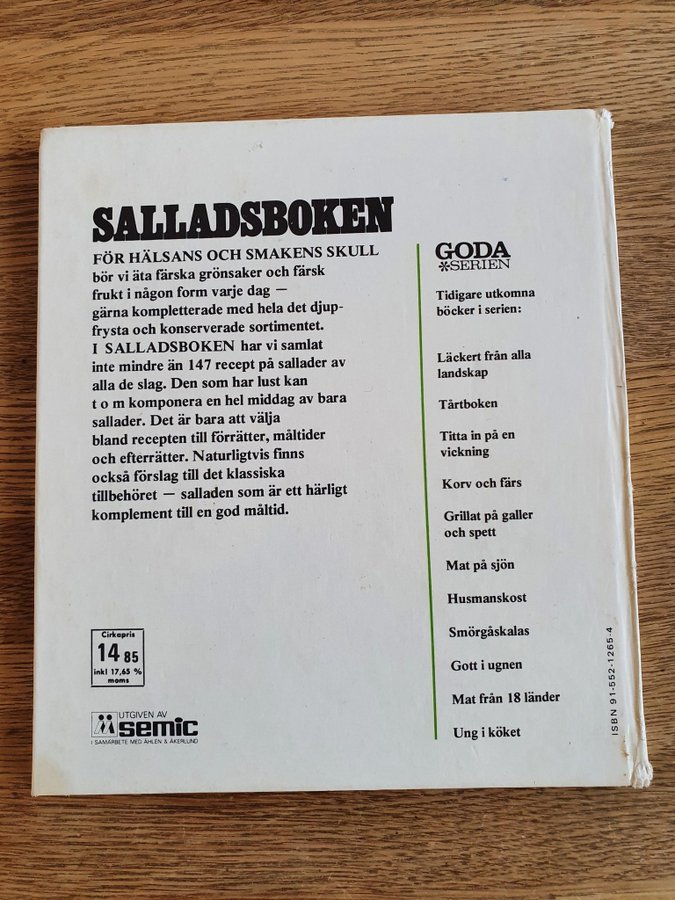 SALLADSBOKEN
FÖR HÄLSANS OCH SMAKENS SKULL
bör vi äta färska grönsaker och färsk
frukt i någon form varje dag —
gärna kompletterade med hela det djup-
frysta och konserverade sortimentet.
I SALLADSBOKEN har vi samlat
inte mindre än 147 recept på sallader av
alla de slag. Den som har lust kan
t o m komponera en hel middag av bara
sallader. Det är bara att välja
bland recepten till förrätter, måltider
och efterrätter. Naturligtvis finns
också förslag till det klassiska
tillbehöret — salladen som är ett härligt
komplement till en god måltid.
Cirkapris
14 85
inkl 17,65 %
moms
UTGIVEN AV
semic
I SAMARBETE MED ÅHLÉN & ÅKERLUND
GODA
*SERIEN
Tidigare utkomna
böcker i serien:
Läckert från alla
landskap
Tårtboken
Titta in på en
vickning
Korv och färs
Grillat på galler
och spett
Mat på sjön
Husmanskost
Smörgåskalas
Gott i ugnen
Mat från 18 länder
Ung i köket
ISBN 91-552-1265-4